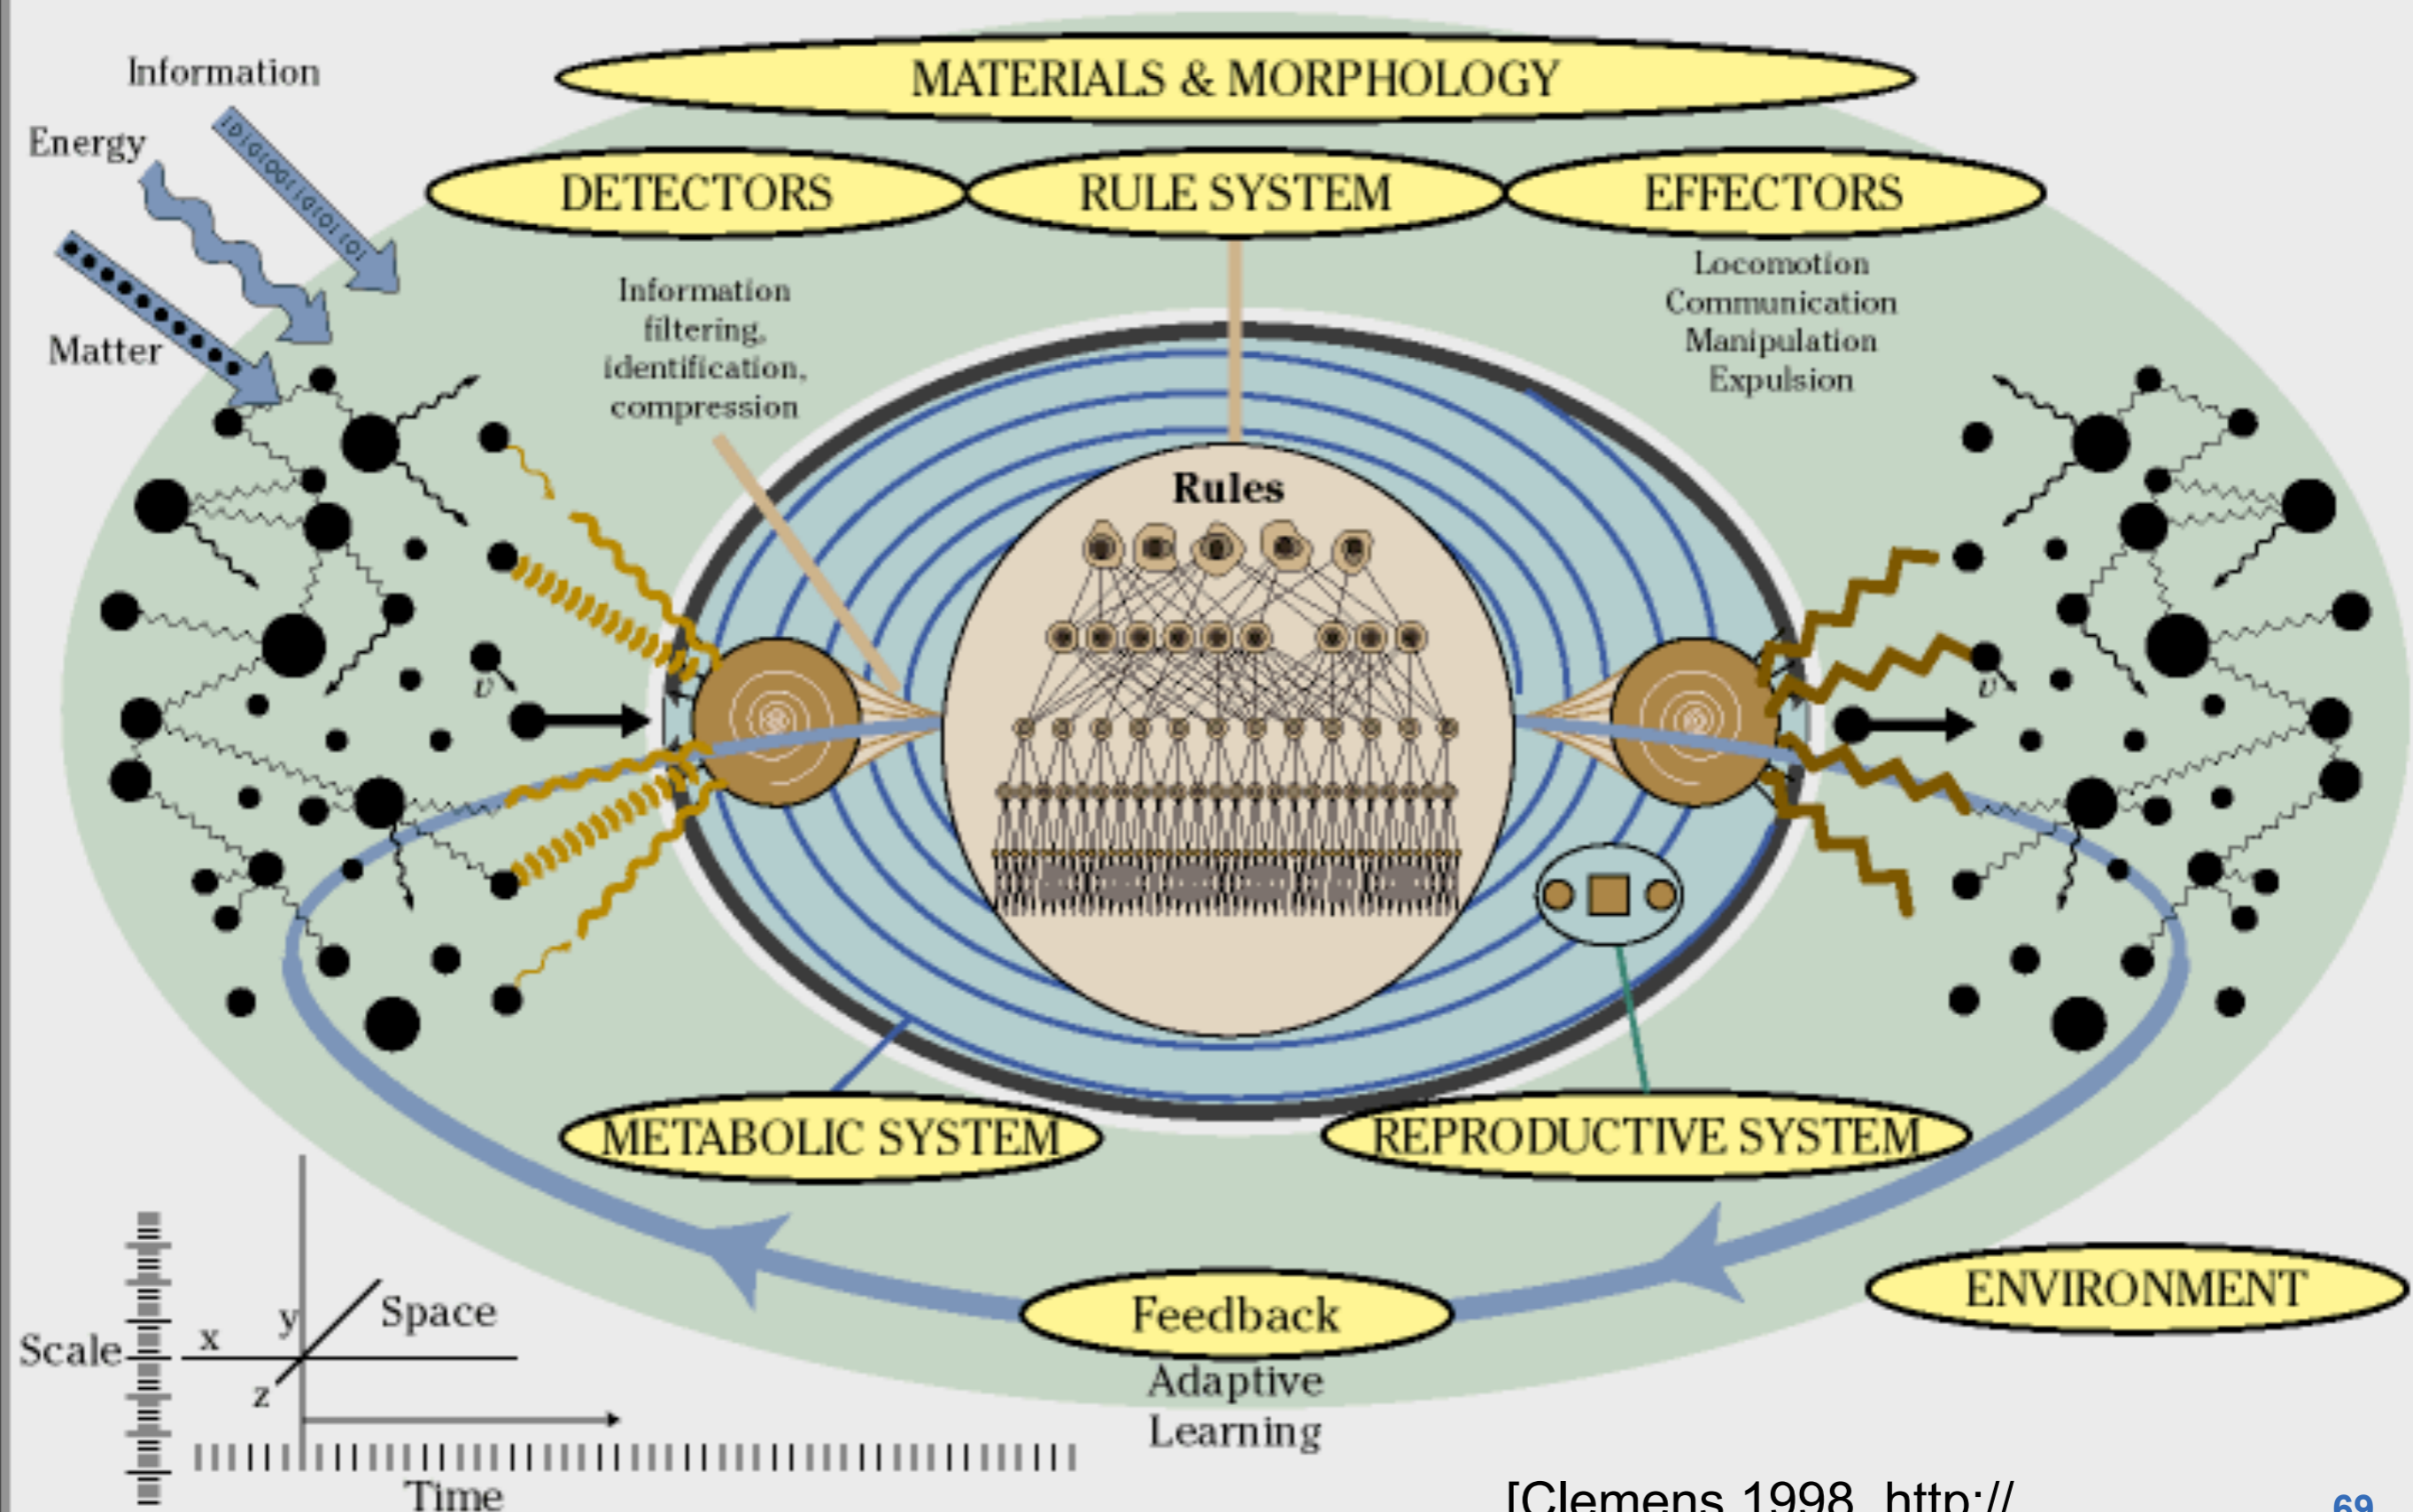 Information
Energy
Matter
MATERIALS & MORPHOLOGY
DETECTORS
RULE SYSTEM
EFFECTORS
Information
filtering,
identification,
compression
Locomotion
Communication
Manipulation
Expulsion
Rules
υ
υ
METABOLIC SYSTEM
REPRODUCTIVE SYSTEM
ENVIRONMENT
Feedback
Adaptive
Learning
Scale
x
y
z
Space
Time
[Clemens 1998, http://
69